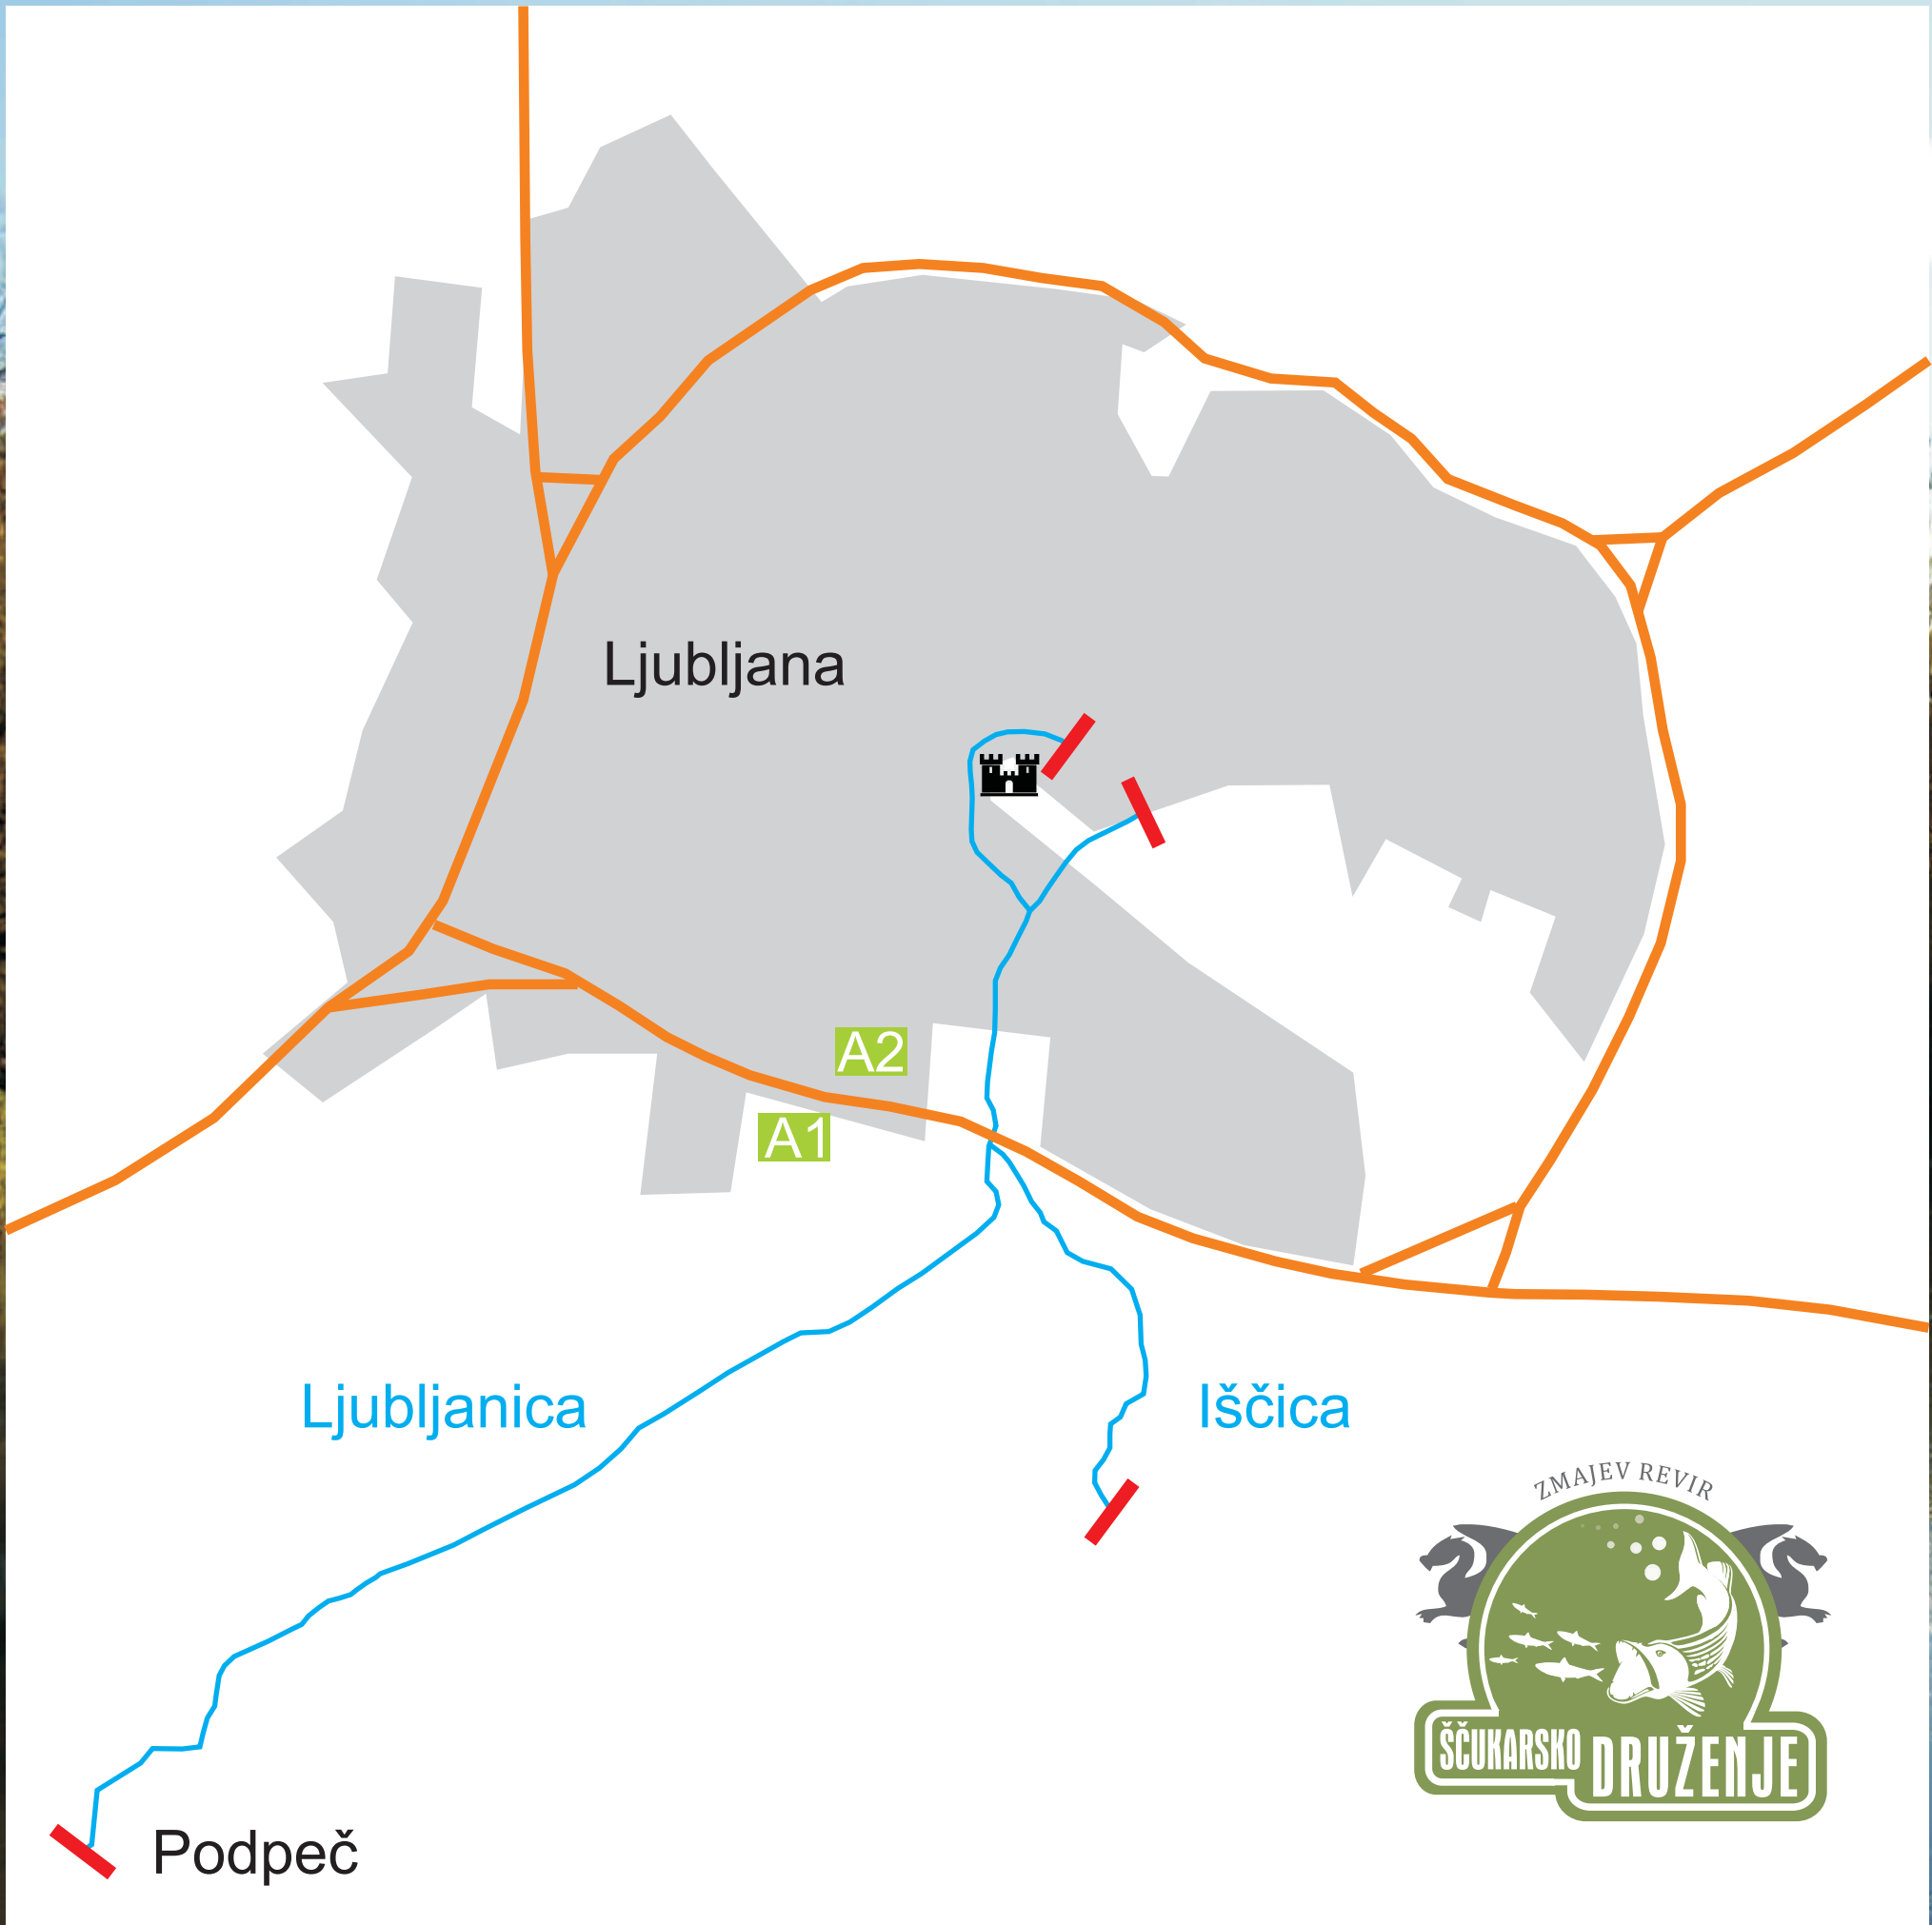 Ljubljana
A2
A1
Ljubljanica
Iščica
ZMAJEV REVIR
ŠČUKARSKO
DRUŽENJE
Podpeč